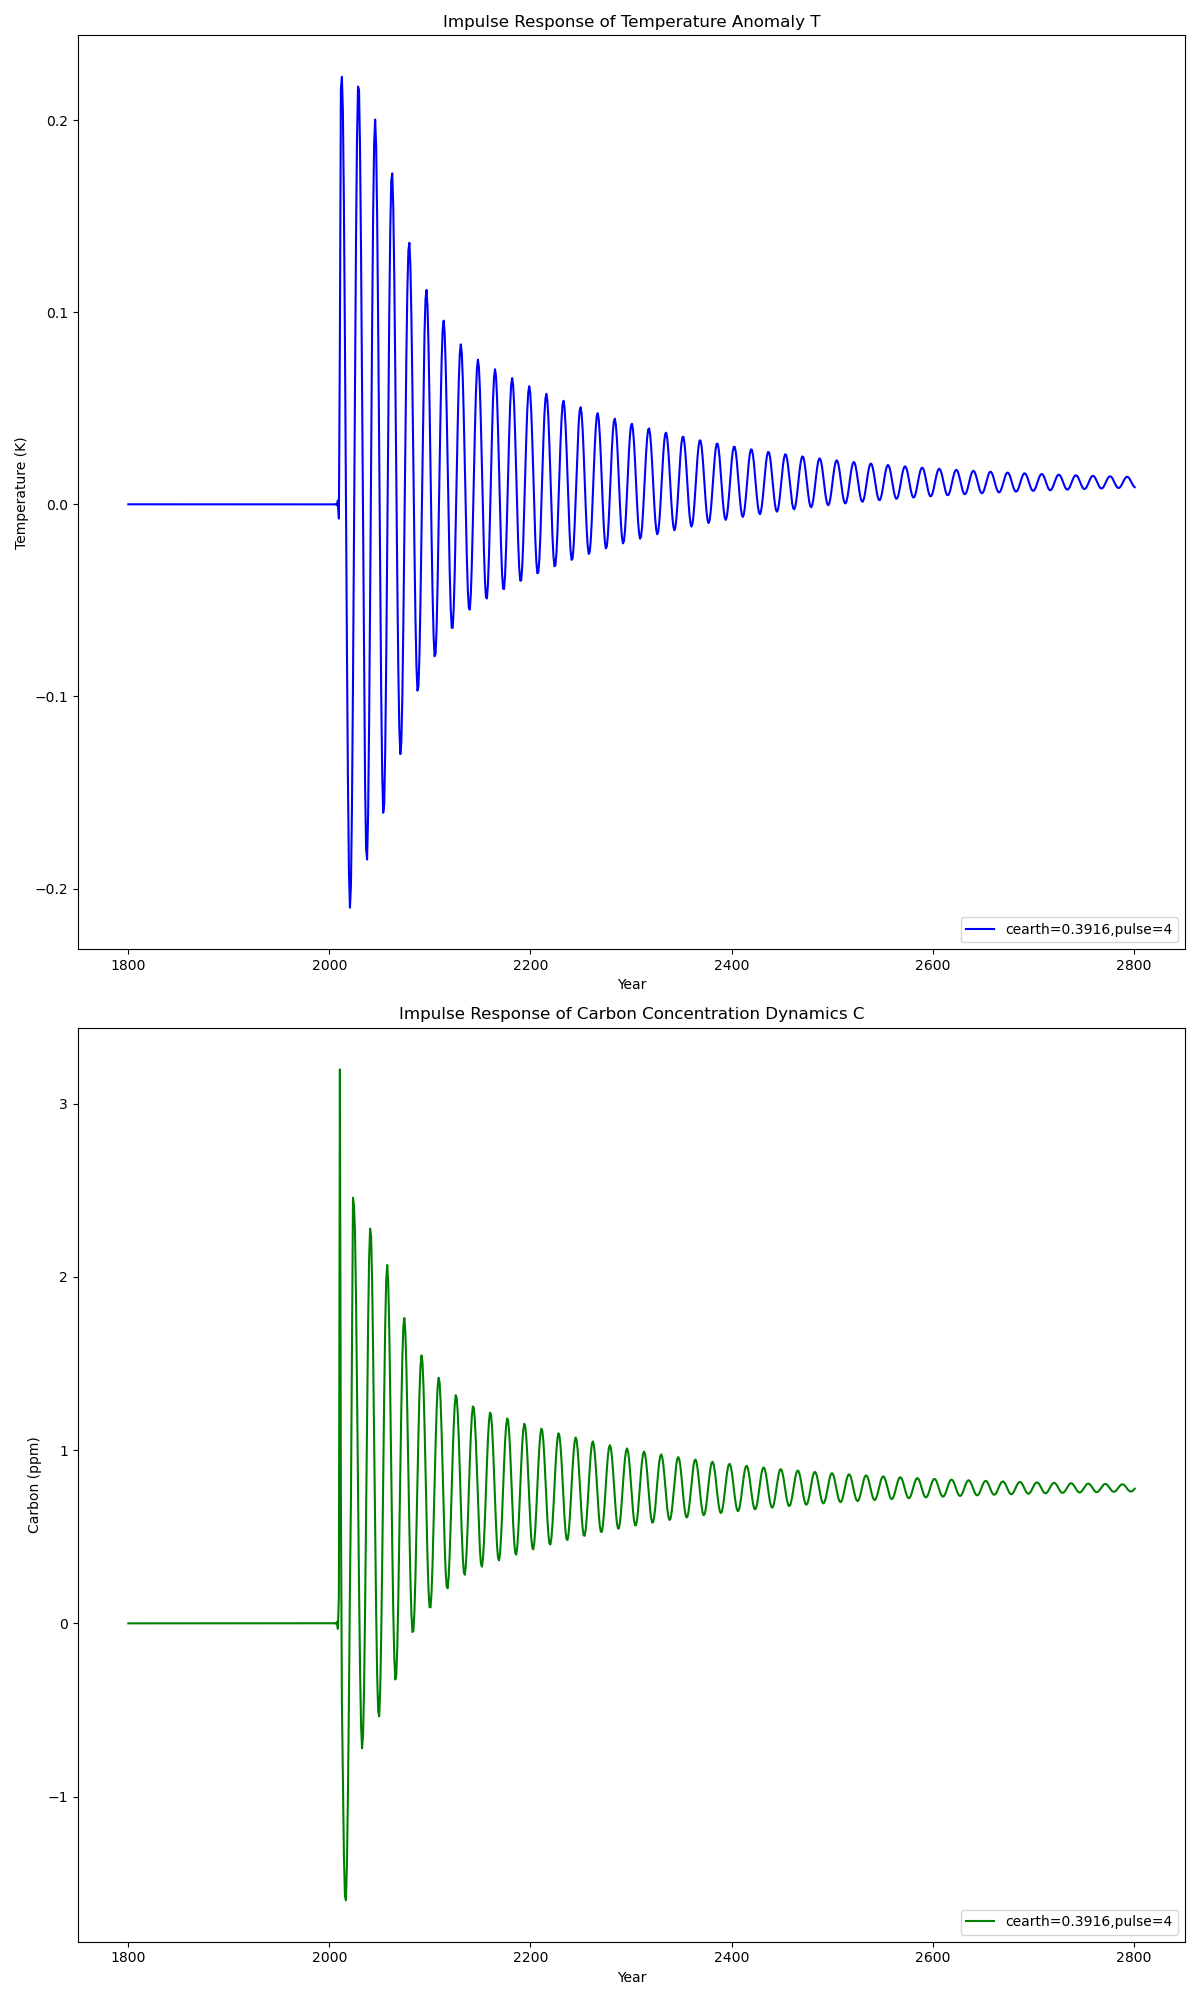 Impulse Response of Temperature Anomaly T
Temperature (K)
0.2
0.1
0.0
−0.1
−0.2
cearth=0.3916,pulse=4
1800 2000 2200 2400 2600 2800
Year
Impulse Response of Carbon Concentration Dynamics C
Carbon (ppm)
3
2
1
0
−1
cearth=0.3916,pulse=4
1800 2000 2200 2400 2600 2800
Year